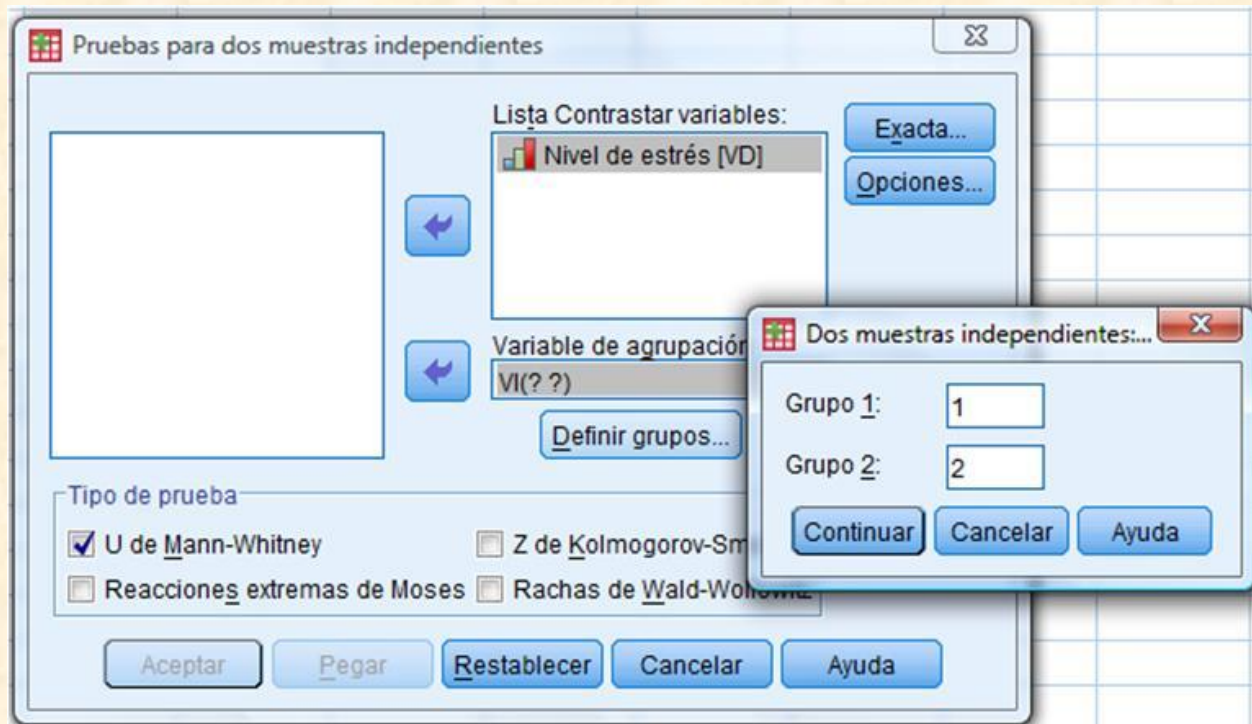 Pruebas para dos muestras independientes
Lista Contrastar variables:
Nivel de estrés [VD]
Exacta...
Opciones...
Variable de agrupación
VI(? ?)
Definir grupos...
Dos muestras independientes:...
Grupo 1:
1
Grupo 2:
2
Continuar Cancelar Ayuda
Tipo de prueba
U de Mann-Whitney
Z de Kolmogorov-Sm
Reacciones extremas de Moses
Rachas de Wald-Wolfowitz
Aceptar Pegar Restablecer Cancelar Ayuda